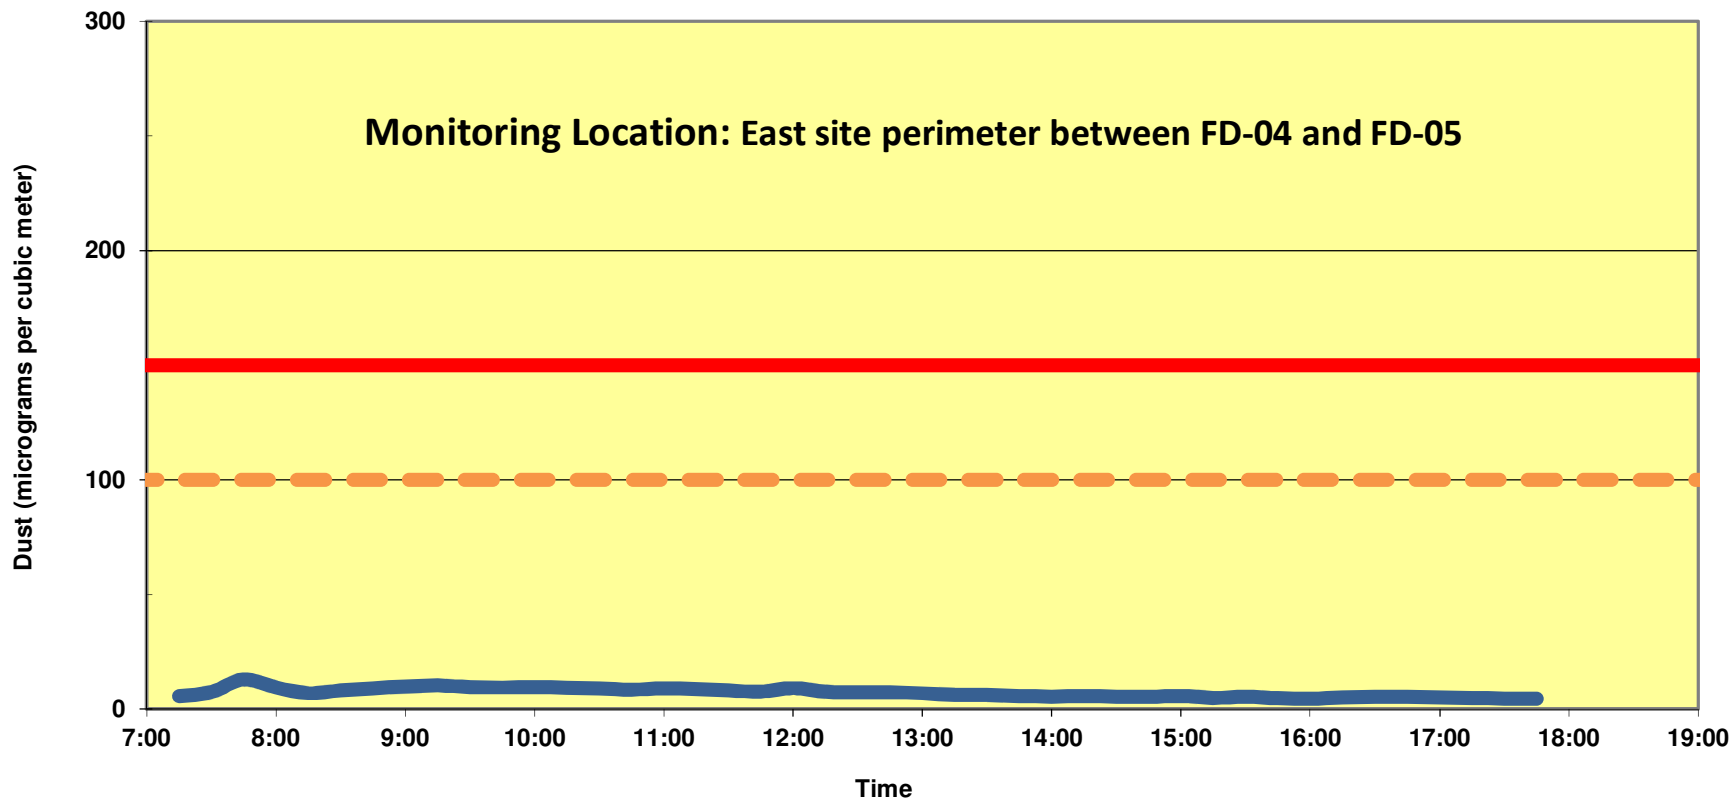 300
Monitoring Location: East site perimeter between FD-04 and FD-05
200
100
0
Dust (micrograms per cubic meter)
7:00 8:00 9:00 10:00 11:00 12:00 13:00 14:00 15:00 16:00 17:00 18:00 19:00
Time